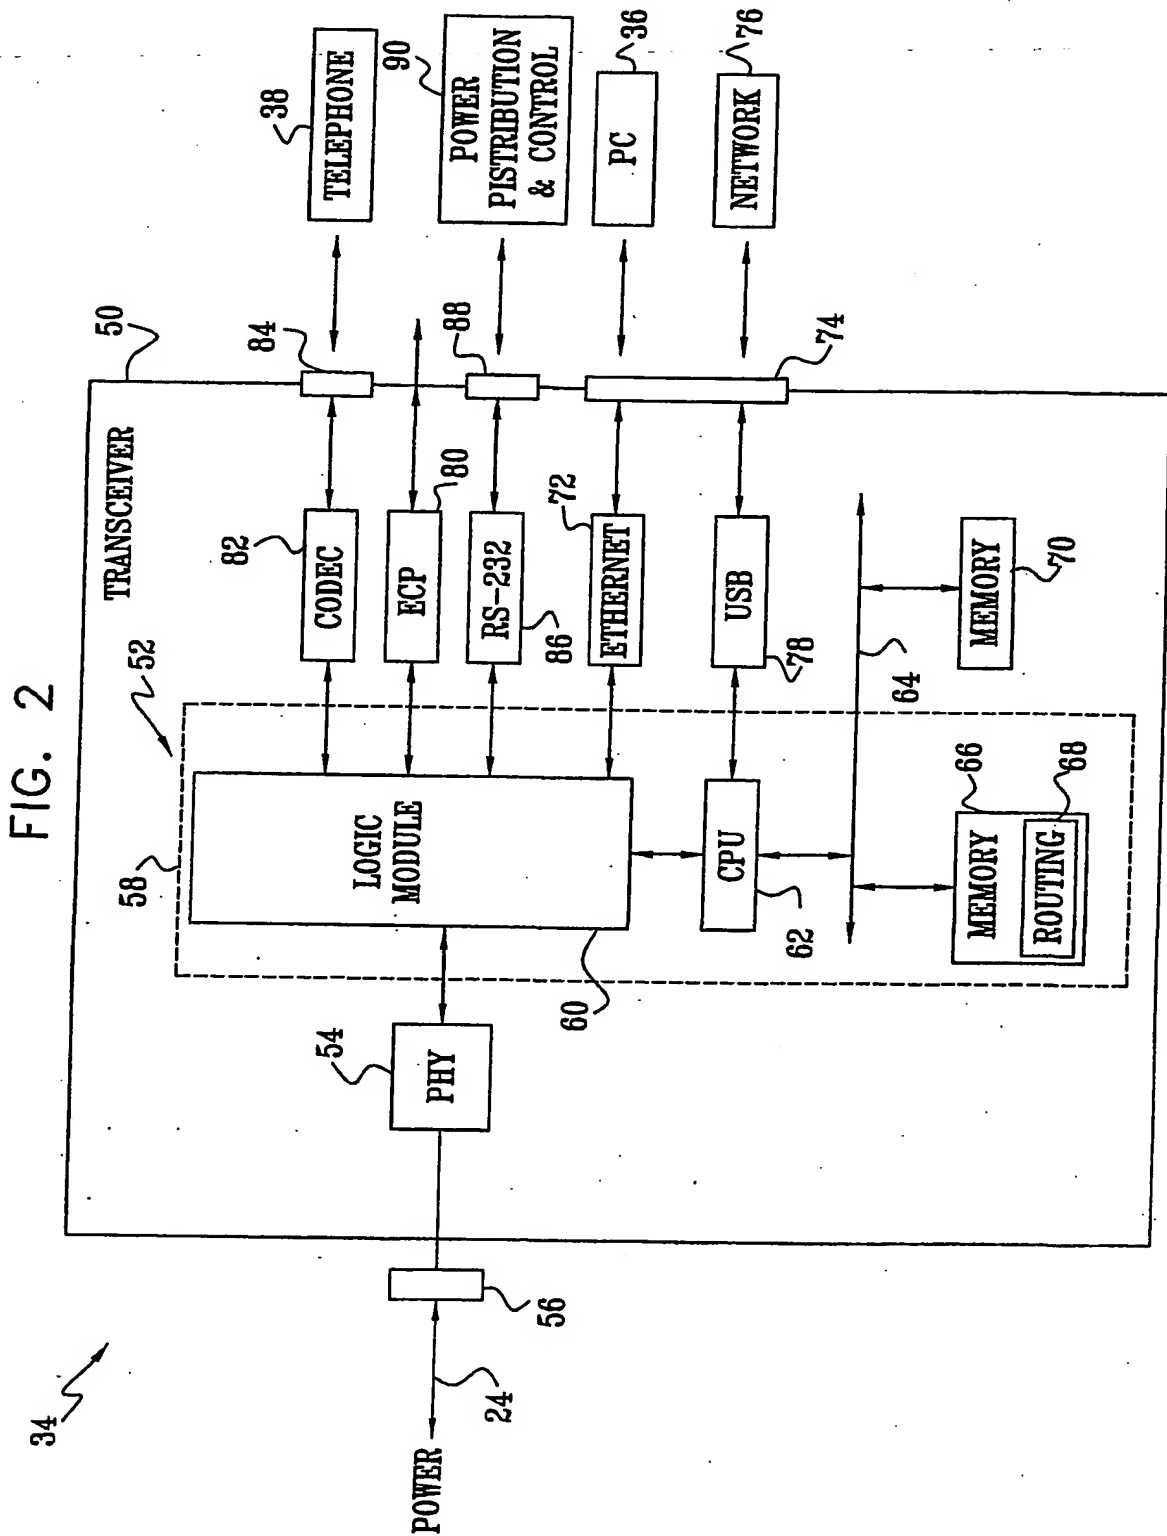 FIG. 2
34
50
TRANSCEIVER
52
58
POWER
24
56
54
PHY
60
LOGIC
MODULE
82
CODEC
84
38
TELEPHONE
ECP
80
RS-232
86
88
90
POWER
PISTRIBUTION
& CONTROL
72
ETHERNET
74
36
PC
CPU
62
USB
78
76
NETWORK
64
66
MEMORY
68
ROUTING
MEMORY
70